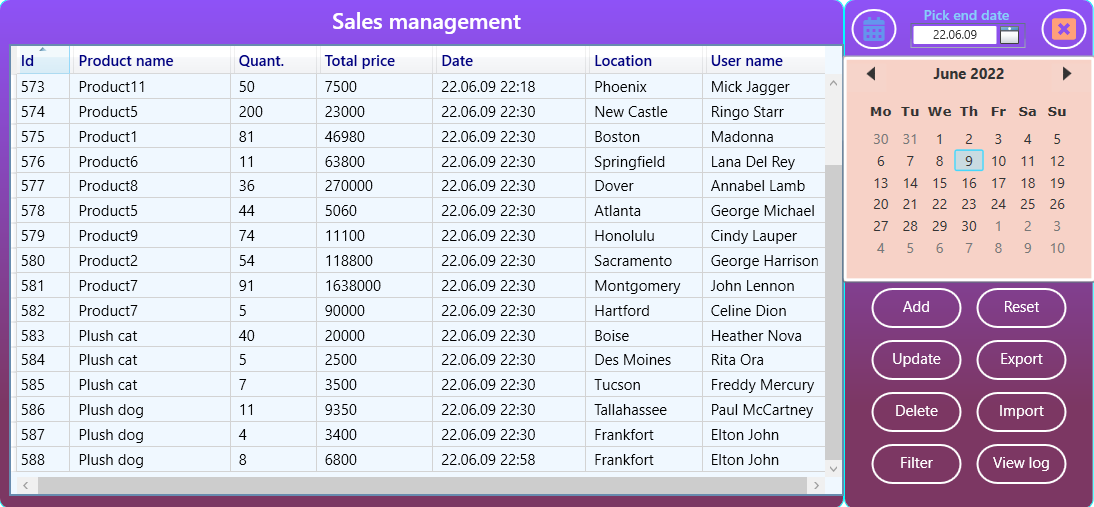 Sales management
Id Product name Quant. Total price Date Location User name
573 Product11 50 7500 22.06.09 22:18 Phoenix Mick Jagger
574 Product5 200 23000 22.06.09 22:30 New Castle Ringo Starr
575 Product1 81 46980 22.06.09 22:30 Boston Madonna
576 Product6 11 63800 22.06.09 22:30 Springfield Lana Del Rey
577 Product8 36 270000 22.06.09 22:30 Dover Annabel Lamb
578 Product5 44 5060 22.06.09 22:30 Atlanta George Michael
579 Product9 74 11100 22.06.09 22:30 Honolulu Cindy Lauper
580 Product2 54 118800 22.06.09 22:30 Sacramento George Harrison
581 Product7 91 1638000 22.06.09 22:30 Montgomery John Lennon
582 Product7 5 90000 22.06.09 22:30 Hartford Celine Dion
583 Plush cat 40 20000 22.06.09 22:30 Boise Heather Nova
584 Plush cat 5 2500 22.06.09 22:30 Des Moines Rita Ora
585 Plush cat 7 3500 22.06.09 22:30 Tucson Freddy Mercury
586 Plush dog 11 9350 22.06.09 22:30 Tallahassee Paul McCartney
587 Plush dog 4 3400 22.06.09 22:30 Frankfort Elton John
588 Plush dog 8 6800 22.06.09 22:58 Frankfort Elton John
Pick end date
22.06.09
June 2022
Mo Tu We Th Fr Sa Su
30 31 1 2 3 4 5
6 7 8 9 10 11 12
13 14 15 16 17 18 19
20 21 22 23 24 25 26
27 28 29 30 1 2 3
4 5 6 7 8 9 10
Add Reset
Update Export
Delete Import
Filter View log